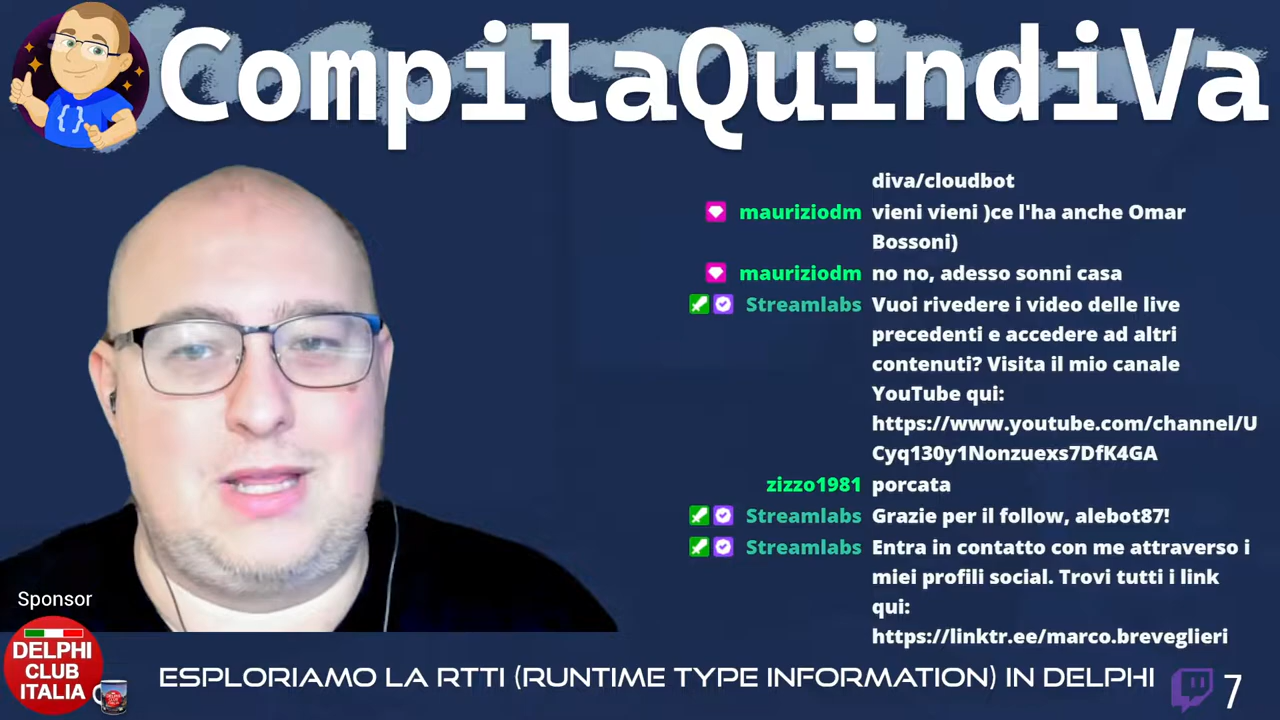 CompilaQuindiVa
{ }
diva/cloudbot
mauriziodm vieni vieni )ce l'ha anche Omar
Bossoni)
mauriziodm no no, adesso sonni casa
Streamlabs Vuoi rivedere i video delle live
precedenti e accedere ad altri
contenuti? Visita il mio canale
YouTube qui:
https://www.youtube.com/channel/U
Cyq130y1Nonzuexs7DfK4GA
zizzo1981 porcata
Streamlabs Grazie per il follow, alebot87!
Streamlabs Entra in contatto con me attraverso i
miei profili social. Trovi tutti i link
qui:
https://linktr.ee/marco.breveglieri
Sponsor
DELPHI
CLUB
ITALIA
ESPLORIAMO LA RTTI (RUNTIME TYPE INFORMATION) IN DELPHI
7